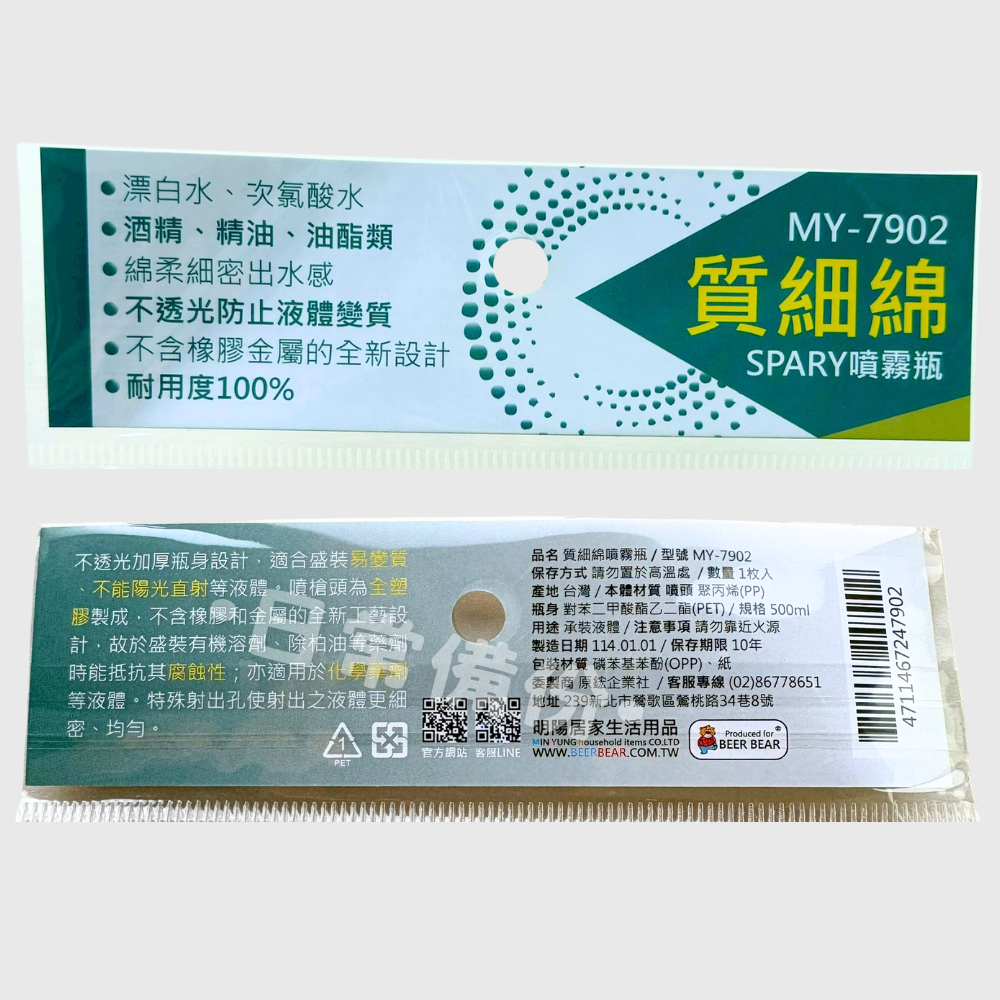 漂白水、次氯酸水
酒精、精油、油酯類
綿柔細密出水感
不透光防止液體變質
不含橡膠金屬的全新設計
耐用度100%
MY-7902
質細綿
SPARY噴霧瓶
不透光加厚瓶身設計，適合盛裝易變質
、不能陽光直射等液體。噴槍頭為全塑
膠製成，不含橡膠和金屬的全新工藝設
計，故於盛裝有機溶劑、除柏油等藥劑
時能抵抗其腐蝕性；亦適用於化學藥劑
等液體。特殊射出孔使射出之液體更細
密、均勻。
1
PET
官方網站 客服LINE
品名 質細綿噴霧瓶 / 型號 MY-7902
保存方式 請勿置於高溫處 / 數量 1枚入
產地 台灣 / 本體材質 噴頭 聚丙烯(PP)
瓶身 對苯二甲酸酯乙二酯(PET) / 規格 500ml
用途 承裝液體 / 注意事項 請勿靠近火源
製造日期 114.01.01 / 保存期限 10年
包裝材質 磷苯基苯酚(OPP)、紙
委製商 原鋐企業社 / 客服專線 (02)86778651
地址 239新北市鶯歌區鶯桃路34巷8號
明陽居家生活用品
MIN YUNG household items CO.LTD
WWW.BEERBEAR.COM.TW
Produced for
BEER BEAR
®
4711467247902